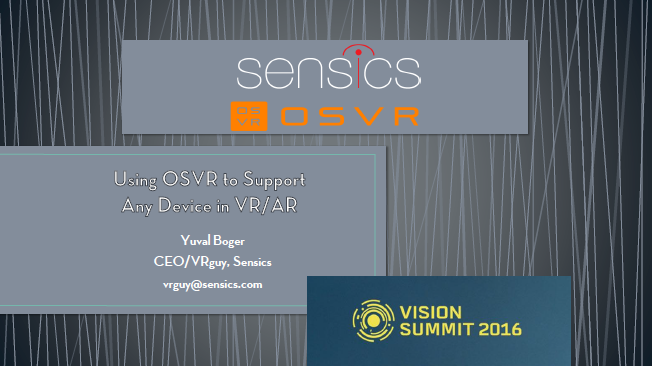 sensics
OSVR
OSVR
Using OSVR to Support
Any Device in VR/AR
Yuval Boger
CEO/VRguy, Sensics
vrguy@sensics.com
VISION
SUMMIT 2016